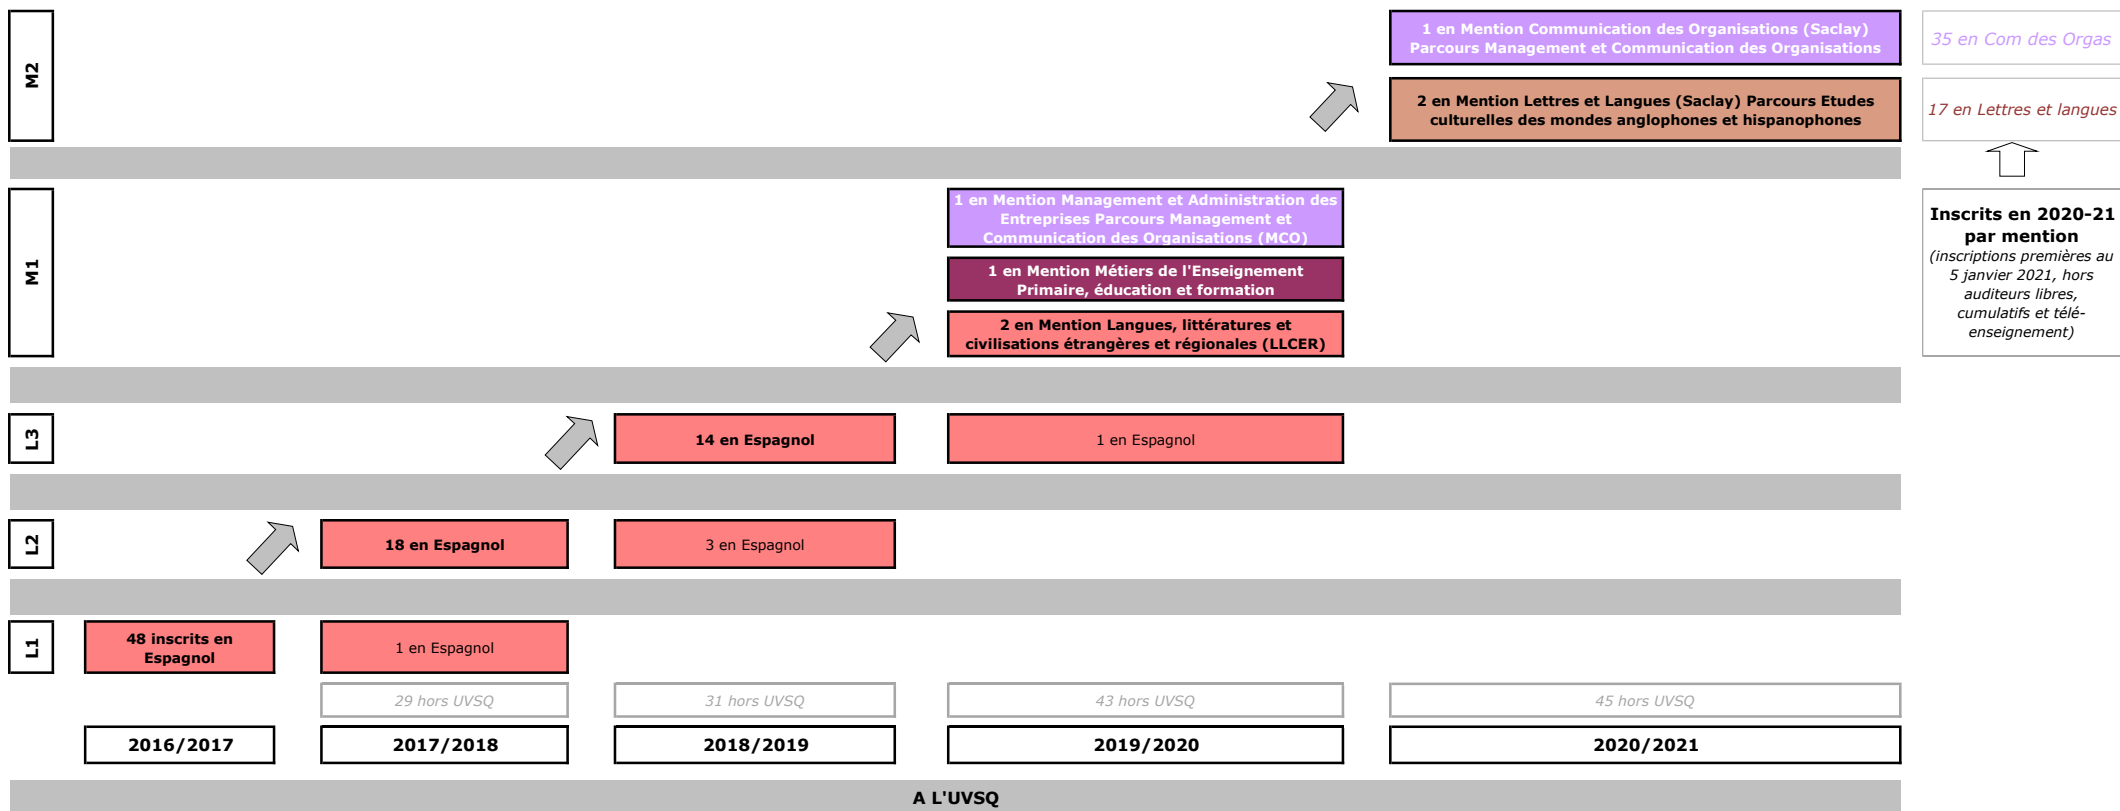 M2
1 en Mention Communication des Organisations (Saclay)
Parcours Management et Communication des Organisations
35 en Com des Orgas
2 en Mention Lettres et Langues (Saclay) Parcours Etudes
culturelles des mondes anglophones et hispanophones
17 en Lettres et langues
M1
1 en Mention Management et Administration des
Entreprises Parcours Management et
Communication des Organisations (MCO)
1 en Mention Métiers de l'Enseignement
Primaire, éducation et formation
2 en Mention Langues, littératures et
civilisations étrangères et régionales (LLCER)
Inscrits en 2020-21
par mention
(inscriptions premières au
5 janvier 2021, hors
auditeurs libres,
cumulatifs et télé-
enseignement)
L3
14 en Espagnol
1 en Espagnol
L2
18 en Espagnol
3 en Espagnol
L1
48 inscrits en
Espagnol
1 en Espagnol
29 hors UVSQ
31 hors UVSQ
43 hors UVSQ
45 hors UVSQ
2016/2017
2017/2018
2018/2019
2019/2020
2020/2021
A L'UVSQ